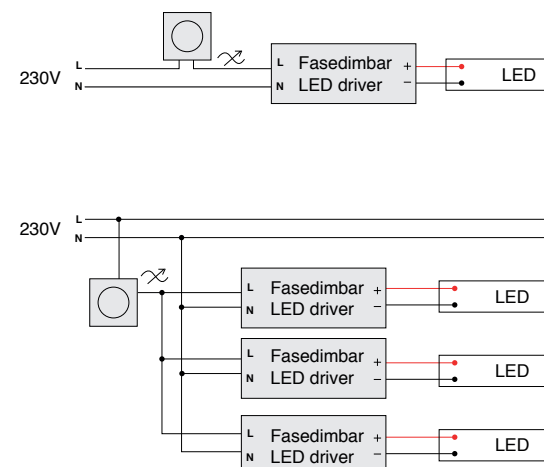 L
230V
N
L Fasedimbar +
N LED driver –
LED
L
230V
N
L Fasedimbar +
N LED driver –
LED
L Fasedimbar +
N LED driver –
LED
L Fasedimbar +
N LED driver –
LED